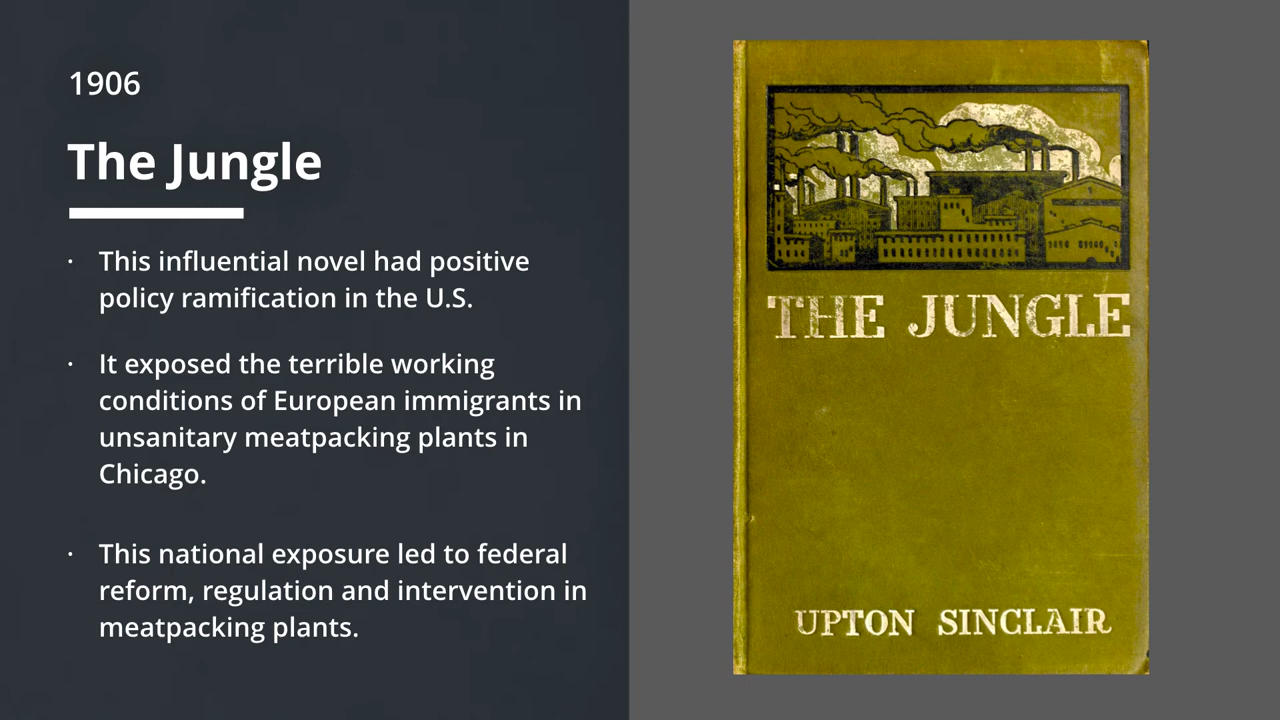 1906
The Jungle
· This influential novel had positive
policy ramification in the U.S.
· It exposed the terrible working
conditions of European immigrants in
unsanitary meatpacking plants in
Chicago.
· This national exposure led to federal
reform, regulation and intervention in
meatpacking plants.
THE JUNGLE
UPTON SINCLAIR